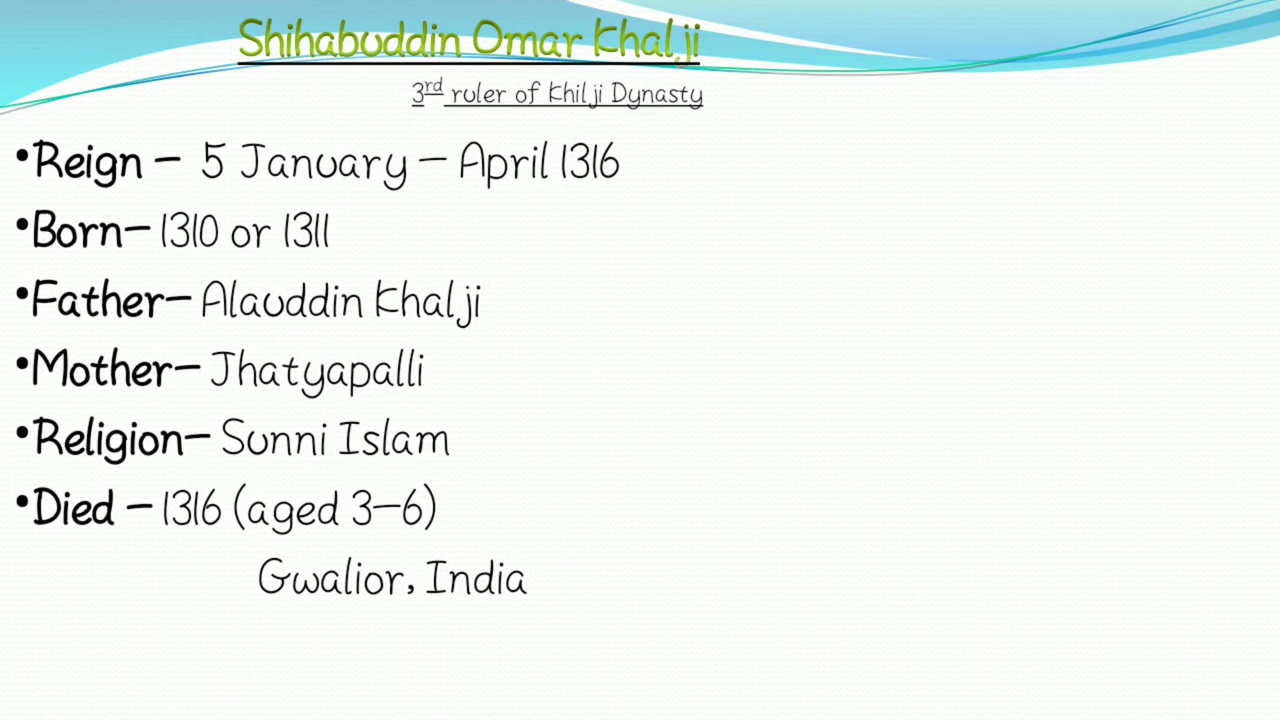 Shihabuddin Omar Khalji
3rd ruler of Khilji Dynasty
•Reign – 5 January – April 1316
•Born– 1310 or 1311
•Father– Alauddin Khalji
•Mother– Jhatyapalli
•Religion– Sunni Islam
•Died – 1316 (aged 3–6)
Gwalior, India